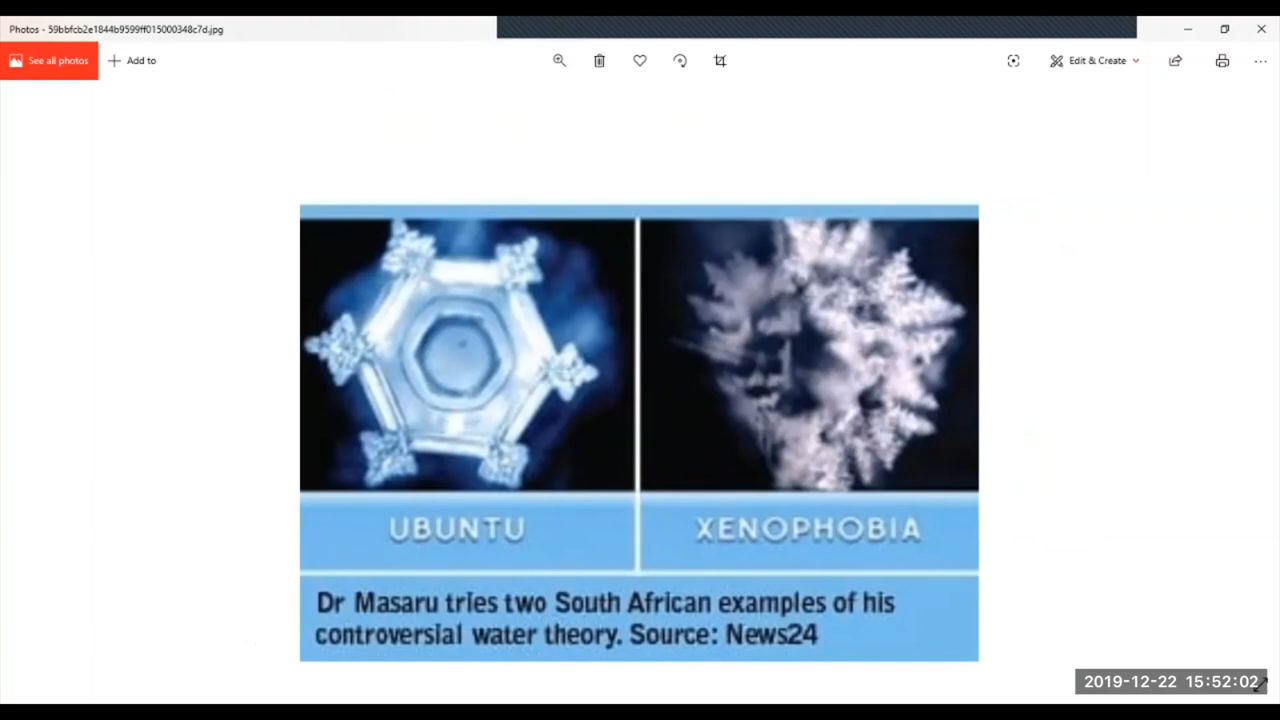 Photos - 59bbfcb2e1844b9599ff015000348c7d.jpg
See all photos
Add to
Edit & Create
UBUNTU
XENOPHOBIA
Dr Masaru tries two South African examples of his
controversial water theory. Source: News24
2019-12-22 15:52:02